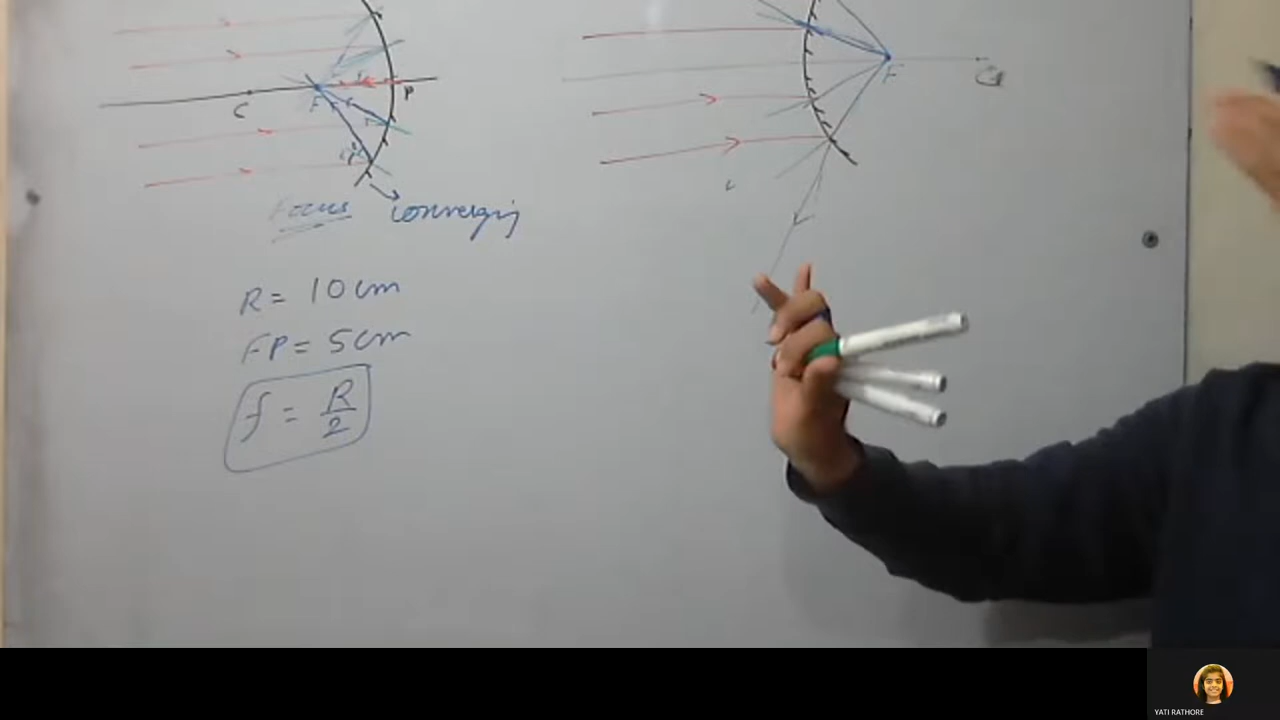 C
F
P
F
C
Focus
converging
R = 10 cm
FP = 5 cm
f = R/2
YATI RATHORE